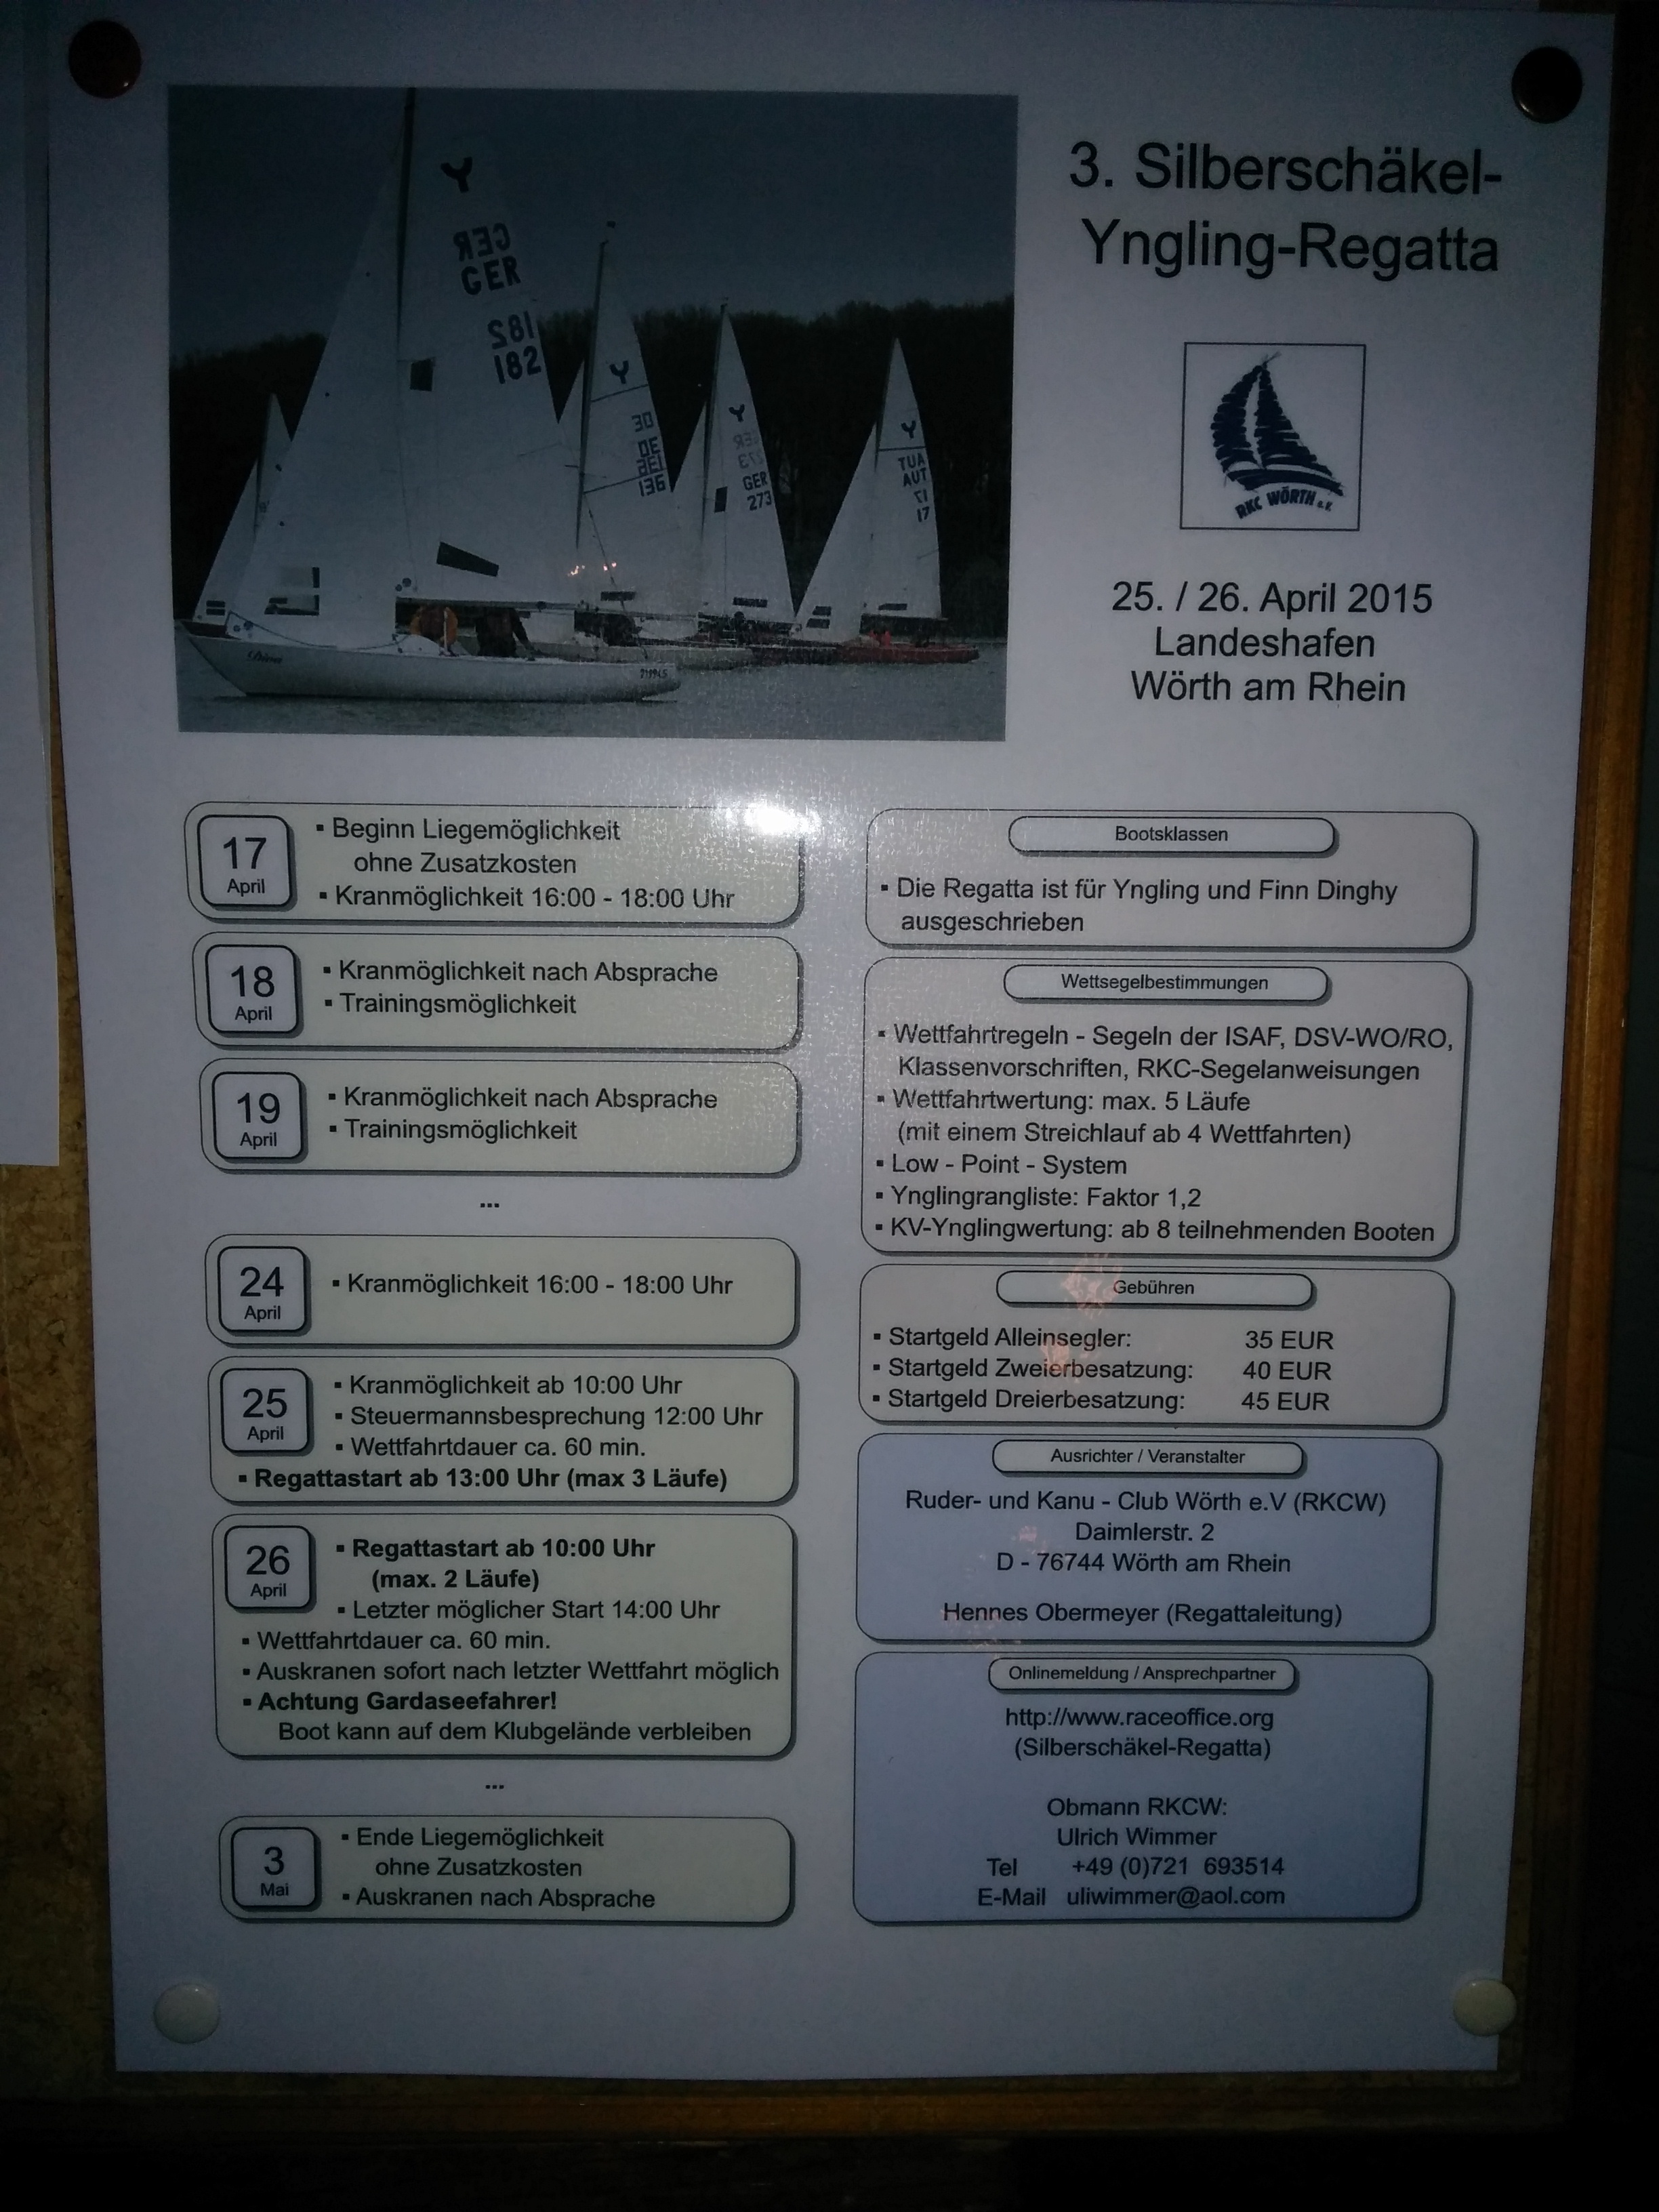 3. Silberschäkel-
Yngling-Regatta
GER
GER
182
182
136
GER
273
AUT
17
RKC WÖRTH e.V.
25. / 26. April 2015
Landeshafen
Wörth am Rhein
17
April
▪ Beginn Liegemöglichkeit
ohne Zusatzkosten
▪ Kranmöglichkeit 16:00 - 18:00 Uhr
18
April
▪ Kranmöglichkeit nach Absprache
▪ Trainingsmöglichkeit
19
April
▪ Kranmöglichkeit nach Absprache
▪ Trainingsmöglichkeit
...
24
April
▪ Kranmöglichkeit 16:00 - 18:00 Uhr
25
April
▪ Kranmöglichkeit ab 10:00 Uhr
▪ Steuermannsbesprechung 12:00 Uhr
▪ Wettfahrtdauer ca. 60 min.
▪ Regattastart ab 13:00 Uhr (max 3 Läufe)
26
April
▪ Regattastart ab 10:00 Uhr
(max. 2 Läufe)
▪ Letzter möglicher Start 14:00 Uhr
▪ Wettfahrtdauer ca. 60 min.
▪ Auskranen sofort nach letzter Wettfahrt möglich
▪ Achtung Gardaseefahrer!
Boot kann auf dem Klubgelände verbleiben
...
3
Mai
▪ Ende Liegemöglichkeit
ohne Zusatzkosten
▪ Auskranen nach Absprache
Bootsklassen
▪ Die Regatta ist für Yngling und Finn Dinghy
ausgeschrieben
Wettsegelbestimmungen
▪ Wettfahrtregeln - Segeln der ISAF, DSV-WO/RO,
Klassenvorschriften, RKC-Segelanweisungen
▪ Wettfahrtwertung: max. 5 Läufe
(mit einem Streichlauf ab 4 Wettfahrten)
▪ Low - Point - System
▪ Ynglingrangliste: Faktor 1,2
▪ KV-Ynglingwertung: ab 8 teilnehmenden Booten
Gebühren
▪ Startgeld Alleinsegler: 35 EUR
▪ Startgeld Zweierbesatzung: 40 EUR
▪ Startgeld Dreierbesatzung: 45 EUR
Ausrichter / Veranstalter
Ruder- und Kanu - Club Wörth e.V (RKCW)
Daimlerstr. 2
D - 76744 Wörth am Rhein
Hennes Obermeyer (Regattaleitung)
Onlinemeldung / Ansprechpartner
http://www.raceoffice.org
(Silberschäkel-Regatta)
Obmann RKCW:
Ulrich Wimmer
Tel +49 (0)721 693514
E-Mail uliwimmer@aol.com